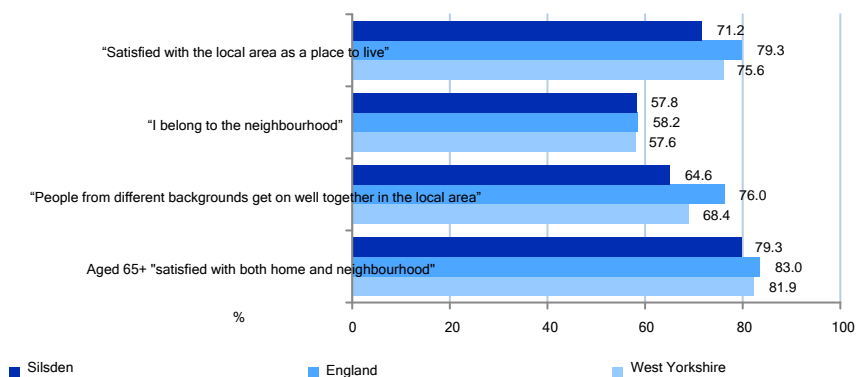 “Satisfied with the local area as a place to live”
71.2
79.3
75.6
“I belong to the neighbourhood”
57.8
58.2
57.6
“People from different backgrounds get on well together in the local area”
64.6
76.0
68.4
Aged 65+ "satisfied with both home and neighbourhood"
79.3
83.0
81.9
%
0 20 40 60 80 100
Silsden England West Yorkshire